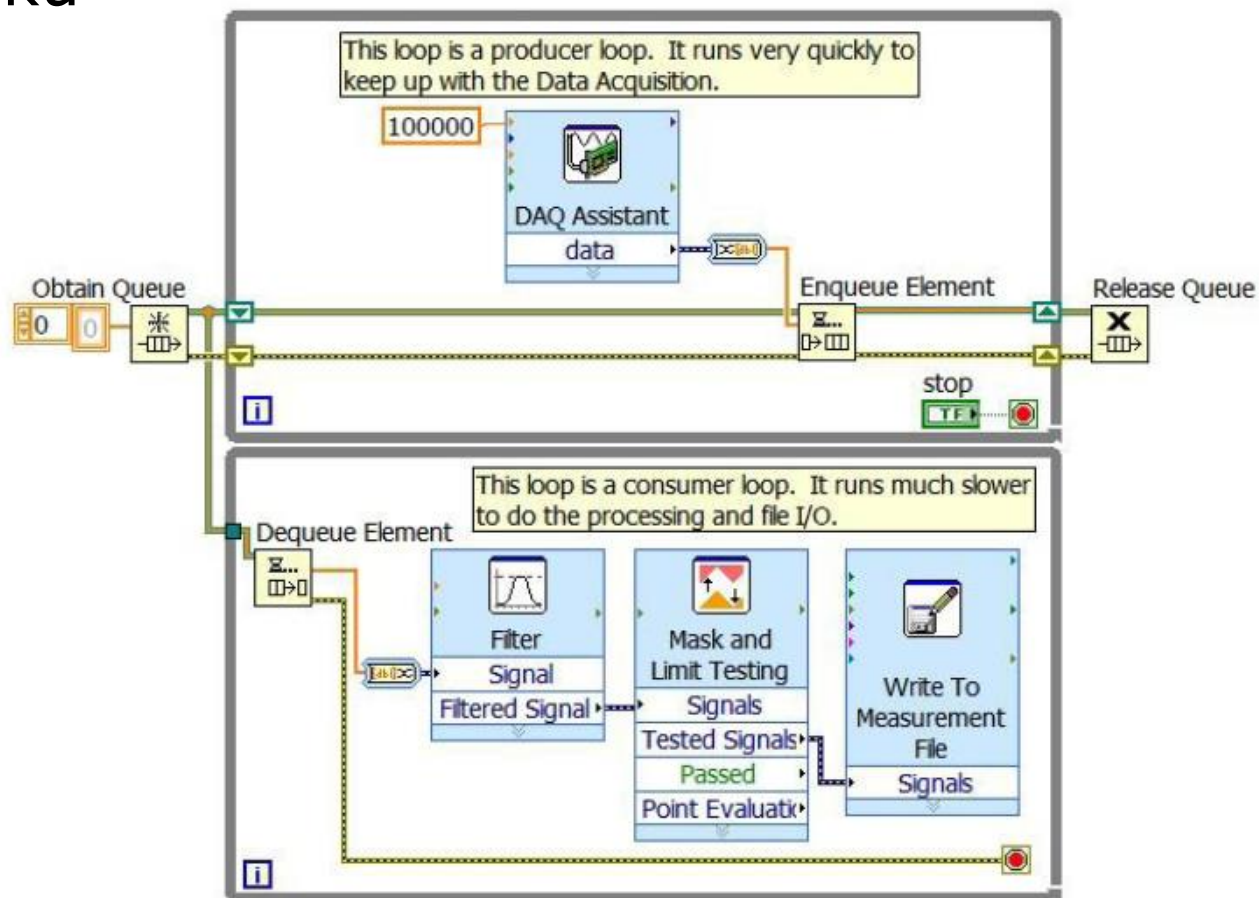 This loop is a producer loop. It runs very quickly to
keep up with the Data Acquisition.
100000
DAQ Assistant
data
Obtain Queue
0
0
Enqueue Element
Release Queue
stop
TF
i
This loop is a consumer loop. It runs much slower
to do the processing and file I/O.
Dequeue Element
Filter
Signal
Filtered Signal
Mask and
Limit Testing
Signals
Tested Signals
Passed
Point Evaluatio
Write To
Measurement
File
Signals
i